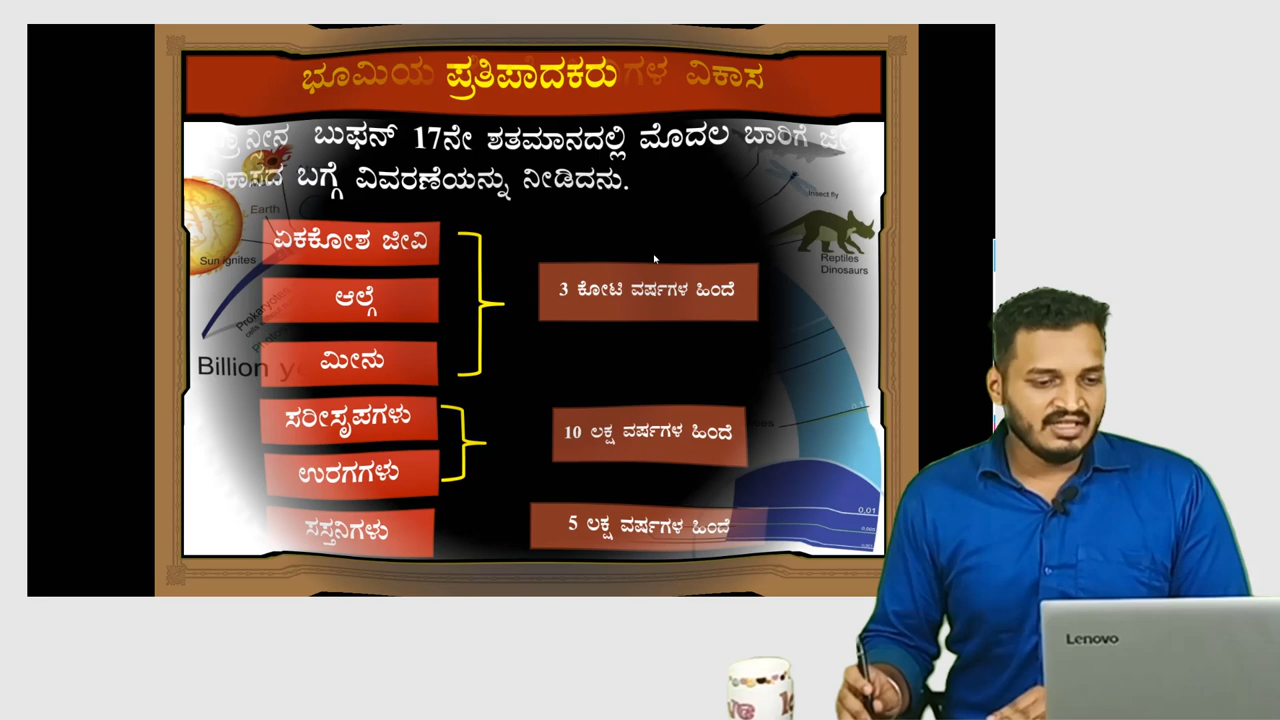 ಭೂಮಿಯ ಪ್ರತಿಪಾದಕರು ಗಳ ವಿಕಾಸ
ಬುಫನ್ 17ನೇ ಶತಮಾನದಲ್ಲಿ ಮೊದಲ ಬಾರಿಗೆ
ವಿಕಾಸದ ಬಗ್ಗೆ ವಿವರಣೆಯನ್ನು ನೀಡಿದನು.
Insect fly
Earth
ಏಕಕೋಶ ಜೀವಿ
Sun ignites
Reptiles
Dinosaurs
3 ಕೋಟಿ ವರ್ಷಗಳ ಹಿಂದೆ
ಆಲ್ಗೆ
Prokaryotes
Billion
ಮೀನು
ಸರೀಸೃಪಗಳು
10 ಲಕ್ಷ ವರ್ಷಗಳ ಹಿಂದೆ
ಉರಗಗಳು
0,01
ಸಸ್ತನಿಗಳು
5 ಲಕ್ಷ ವರ್ಷಗಳ ಹಿಂದೆ
Lenovo